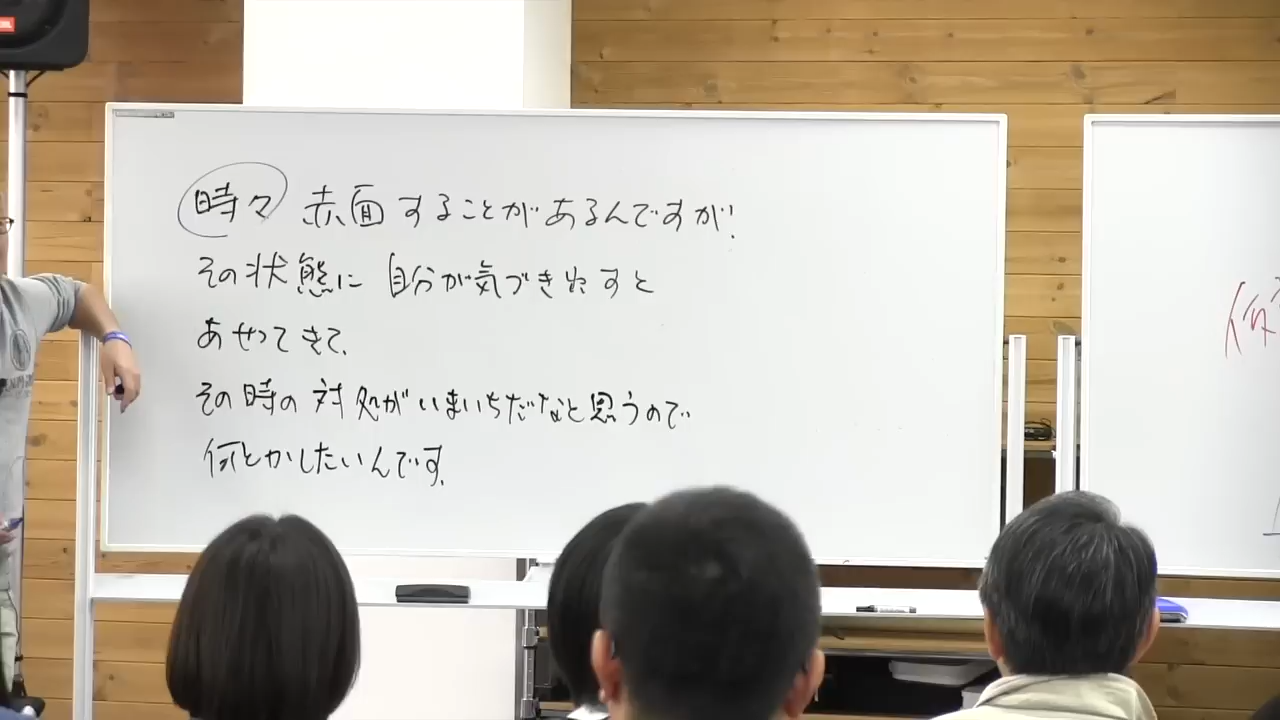 時々 赤面することがあるんですが!
その状態に 自分が気づき出すと
あせってきて、
その時の 対処がいまいちだなと思うので
何とかしたいんです。
JBL